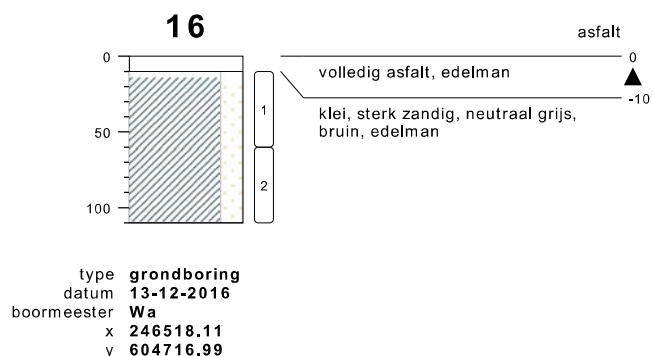 16
asfalt
0
0
volledig asfalt, edelman
-10
klei, sterk zandig, neutraal grijs,
bruin, edelman
1
50
2
100
type grondboring
datum 13-12-2016
boormeester Wa
x 246518.11
y 604716.99